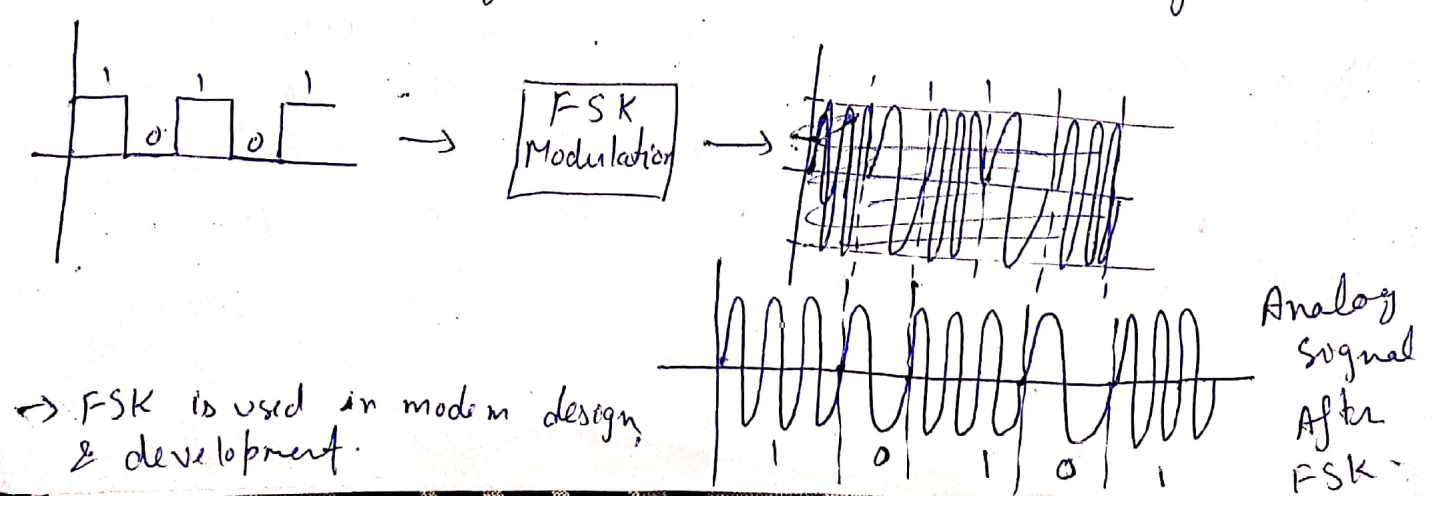 1 0 1 0 1
FSK
Modulation
Analog
Sognal
After
FSK.
1 0 1 0 1
→ FSK is used in modem design
& development.